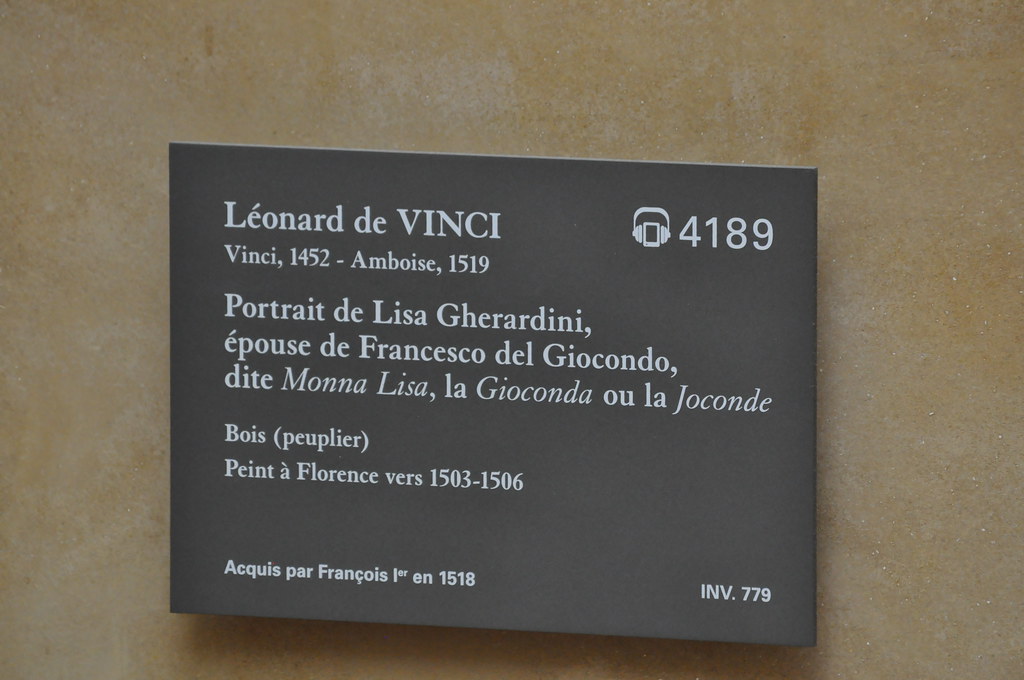 Léonard de VINCI
4189
Vinci, 1452 - Amboise, 1519
Portrait de Lisa Gherardini,
épouse de Francesco del Giocondo,
dite Monna Lisa, la Gioconda ou la Joconde
Bois (peuplier)
Peint à Florence vers 1503-1506
Acquis par François Ier en 1518
INV. 779